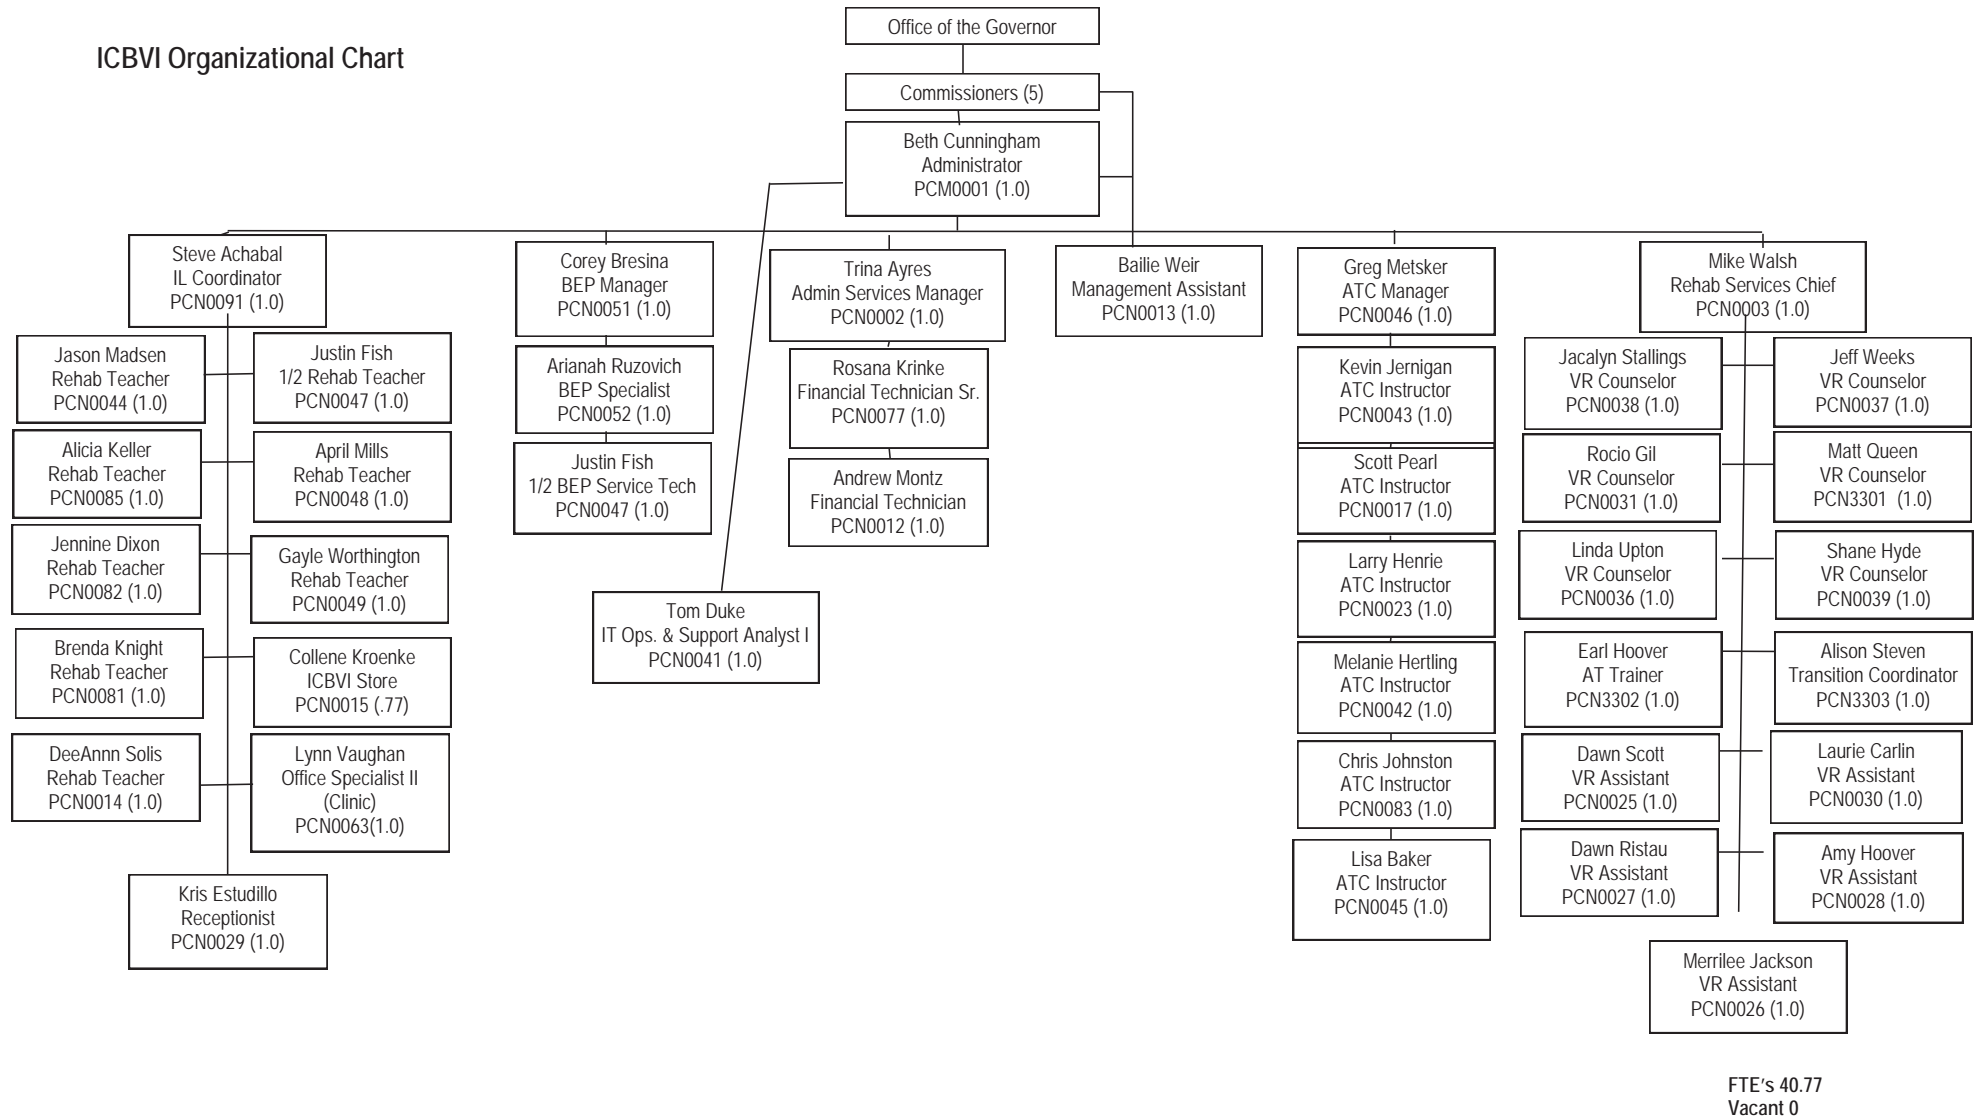 ICBVI Organizational Chart
Office of the Governor
Commissioners (5)
Beth Cunningham
Administrator
PCM0001 (1.0)
Steve Achabal
IL Coordinator
PCN0091 (1.0)
Jason Madsen
Rehab Teacher
PCN0044 (1.0)
Justin Fish
1/2 Rehab Teacher
PCN0047 (1.0)
Alicia Keller
Rehab Teacher
PCN0085 (1.0)
April Mills
Rehab Teacher
PCN0048 (1.0)
Jennine Dixon
Rehab Teacher
PCN0082 (1.0)
Gayle Worthington
Rehab Teacher
PCN0049 (1.0)
Brenda Knight
Rehab Teacher
PCN0081 (1.0)
Collene Kroenke
ICBVI Store
PCN0015 (.77)
DeeAnnn Solis
Rehab Teacher
PCN0014 (1.0)
Lynn Vaughan
Office Specialist II
(Clinic)
PCN0063(1.0)
Kris Estudillo
Receptionist
PCN0029 (1.0)
Corey Bresina
BEP Manager
PCN0051 (1.0)
Arianah Ruzovich
BEP Specialist
PCN0052 (1.0)
Justin Fish
1/2 BEP Service Tech
PCN0047 (1.0)
Tom Duke
IT Ops. & Support Analyst I
PCN0041 (1.0)
Trina Ayres
Admin Services Manager
PCN0002 (1.0)
Rosana Krinke
Financial Technician Sr.
PCN0077 (1.0)
Andrew Montz
Financial Technician
PCN0012 (1.0)
Bailie Weir
Management Assistant
PCN0013 (1.0)
Greg Metsker
ATC Manager
PCN0046 (1.0)
Kevin Jernigan
ATC Instructor
PCN0043 (1.0)
Scott Pearl
ATC Instructor
PCN0017 (1.0)
Larry Henrie
ATC Instructor
PCN0023 (1.0)
Melanie Hertling
ATC Instructor
PCN0042 (1.0)
Chris Johnston
ATC Instructor
PCN0083 (1.0)
Lisa Baker
ATC Instructor
PCN0045 (1.0)
Mike Walsh
Rehab Services Chief
PCN0003 (1.0)
Jacalyn Stallings
VR Counselor
PCN0038 (1.0)
Jeff Weeks
VR Counselor
PCN0037 (1.0)
Rocio Gil
VR Counselor
PCN0031 (1.0)
Matt Queen
VR Counselor
PCN3301 (1.0)
Linda Upton
VR Counselor
PCN0036 (1.0)
Shane Hyde
VR Counselor
PCN0039 (1.0)
Earl Hoover
AT Trainer
PCN3302 (1.0)
Alison Steven
Transition Coordinator
PCN3303 (1.0)
Dawn Scott
VR Assistant
PCN0025 (1.0)
Laurie Carlin
VR Assistant
PCN0030 (1.0)
Dawn Ristau
VR Assistant
PCN0027 (1.0)
Amy Hoover
VR Assistant
PCN0028 (1.0)
Merrilee Jackson
VR Assistant
PCN0026 (1.0)
FTE's 40.77
Vacant 0